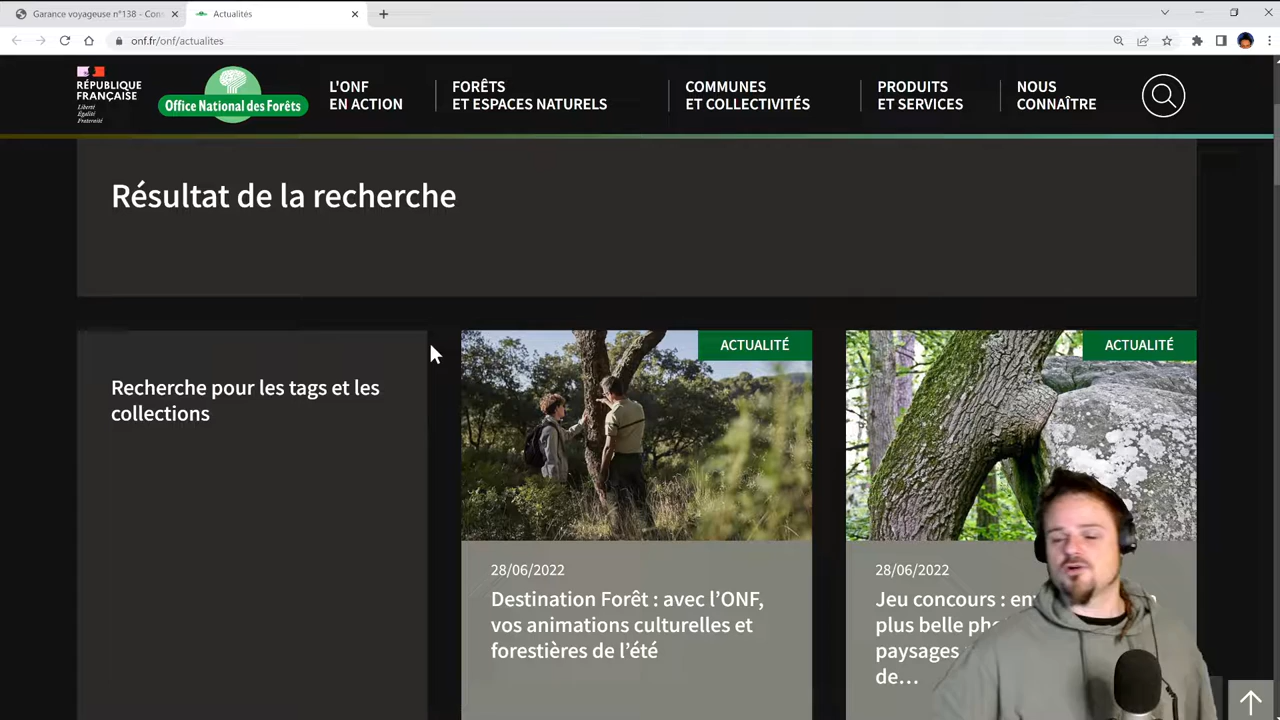 Garance voyageuse n°138 - Con
Actualités
onf.fr/onf/actualites
RÉPUBLIQUE
FRANÇAISE
Liberté
Égalité
Fraternité
Office National des Forêts
L'ONF
EN ACTION
FORÊTS
ET ESPACES NATURELS
COMMUNES
ET COLLECTIVITÉS
PRODUITS
ET SERVICES
NOUS
CONNAÎTRE
Résultat de la recherche
Recherche pour les tags et les
collections
ACTUALITÉ
28/06/2022
Destination Forêt : avec l'ONF,
vos animations culturelles et
forestières de l'été
ACTUALITÉ
28/06/2022
Jeu concours :
plus belle
paysages
de…